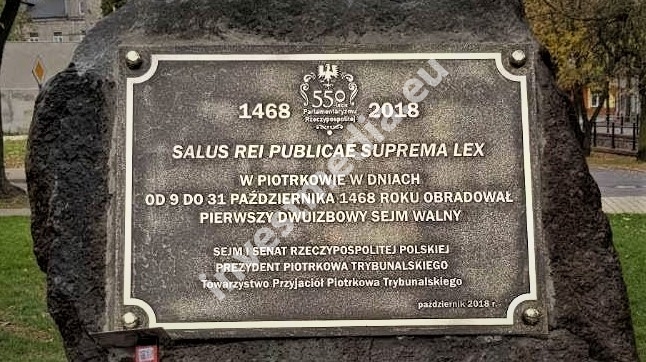 1468 550 lecie 2018
Parlamentaryzmu
Rzeczypospolitej
SALUS REI PUBLICAE SUPREMA LEX
W PIOTRKOWIE W DNIACH
OD 9 DO 31 PAŹDZIERNIKA 1468 ROKU OBRADOWAŁ
PIERWSZY DWUIZBOWY SEJM WALNY
SEJM I SENAT RZECZYPOSPOLITEJ POLSKIEJ
PREZYDENT PIOTRKOWA TRYBUNALSKIEGO
Towarzystwo Przyjaciół Piotrkowa Trybunalskiego
październik 2018 r.
investmedia.eu